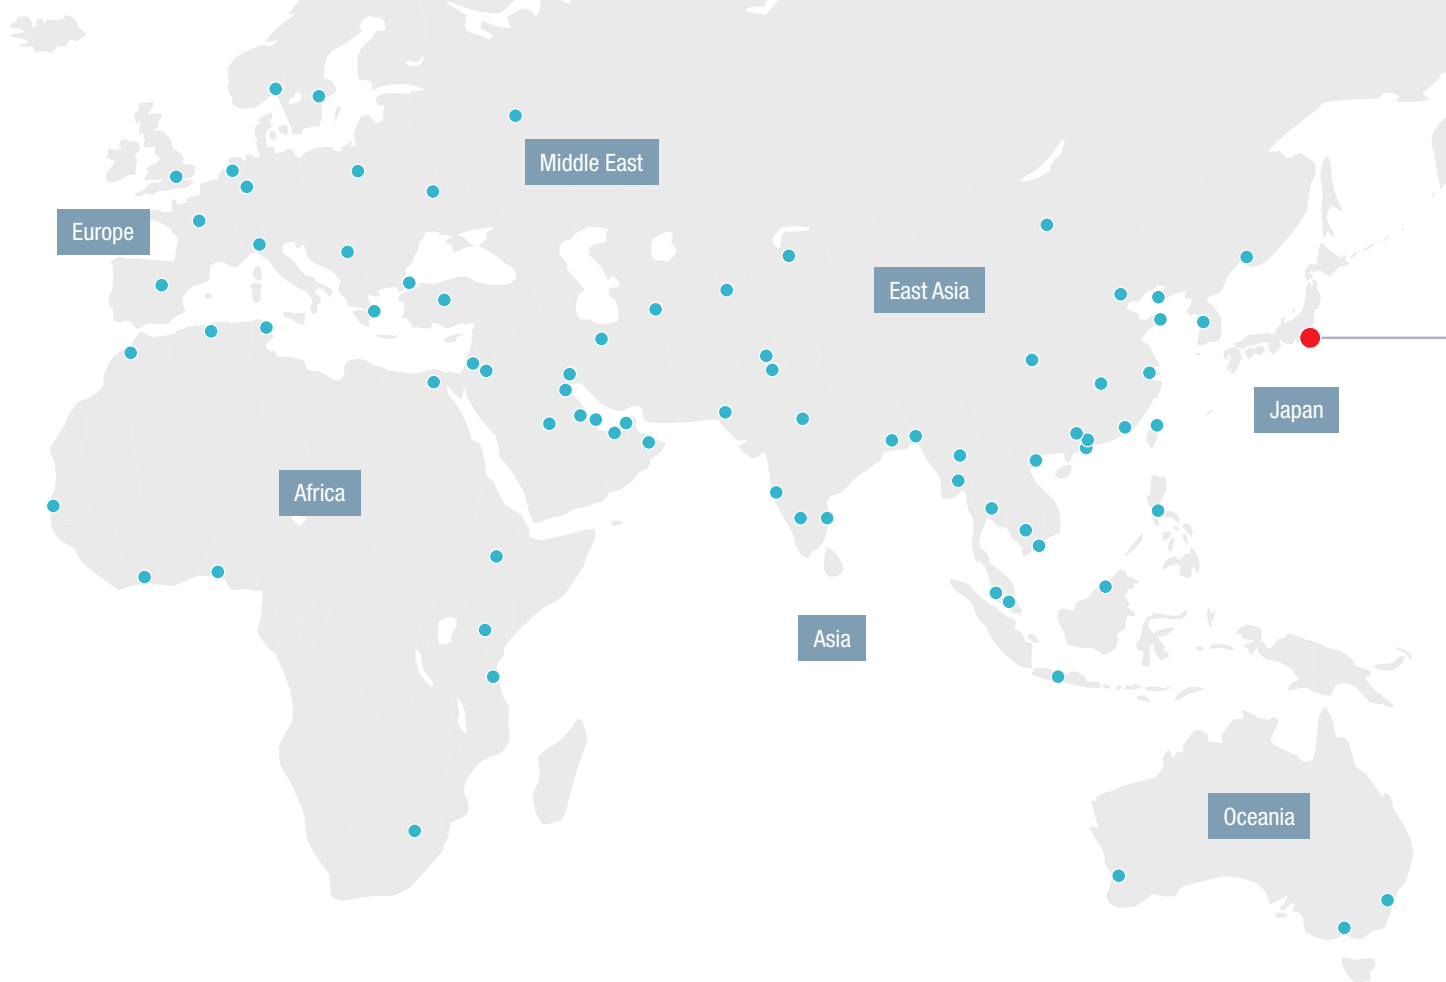 Middle East
Europe
East Asia
Japan
Africa
Asia
Oceania